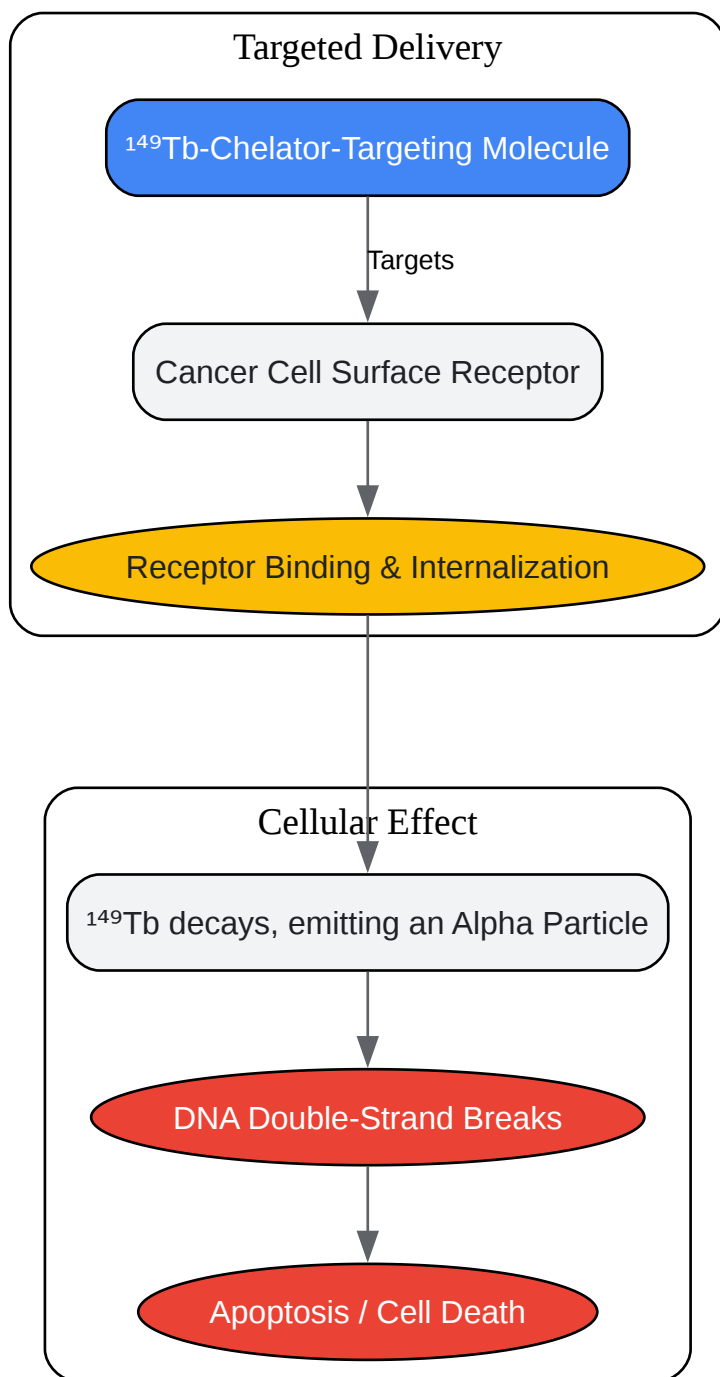 Targeted Delivery
¹⁴⁹Tb-Chelator-Targeting Molecule
Targets
Cancer Cell Surface Receptor
Receptor Binding & Internalization
Cellular Effect
¹⁴⁹Tb decays, emitting an Alpha Particle
DNA Double-Strand Breaks
Apoptosis / Cell Death